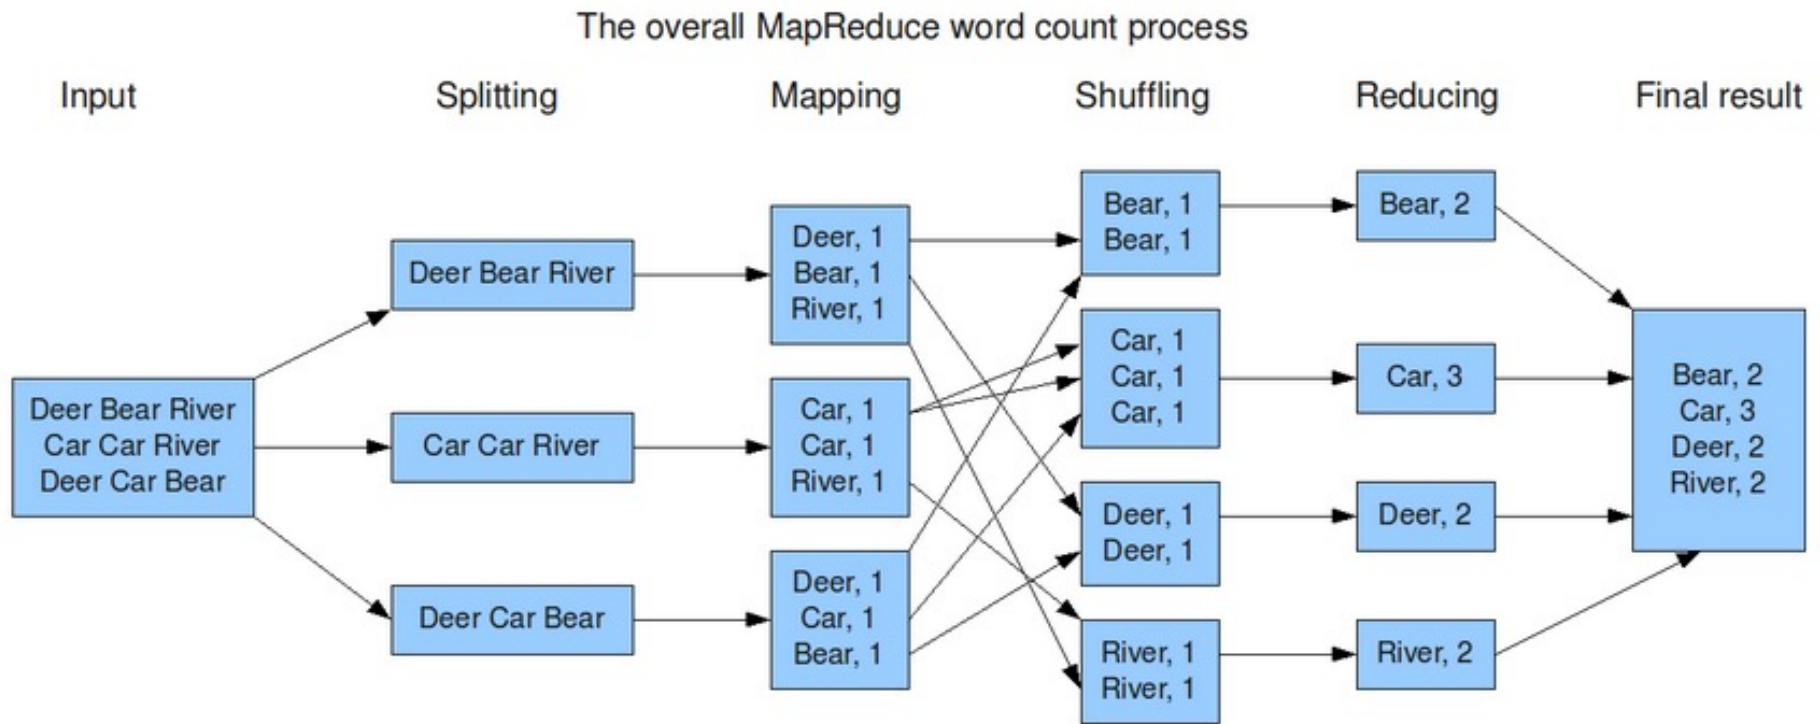 The overall MapReduce word count process
Input
Splitting
Mapping
Shuffling
Reducing
Final result
Deer Bear River
Car Car River
Deer Car Bear
Deer Bear River
Car Car River
Deer Car Bear
Deer, 1
Bear, 1
River, 1
Car, 1
Car, 1
River, 1
Deer, 1
Car, 1
Bear, 1
Bear, 1
Bear, 1
Car, 1
Car, 1
Car, 1
Deer, 1
Deer, 1
River, 1
River, 1
Bear, 2
Car, 3
Deer, 2
River, 2
Bear, 2
Car, 3
Deer, 2
River, 2